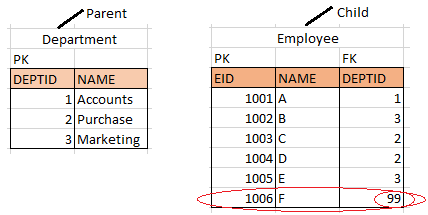 Parent
Department
PK
DEPTID NAME
1 Accounts
2 Purchase
3 Marketing
Child
Employee
PK FK
EID NAME DEPTID
1001 A 1
1002 B 3
1003 C 2
1004 D 2
1005 E 3
1006 F 99